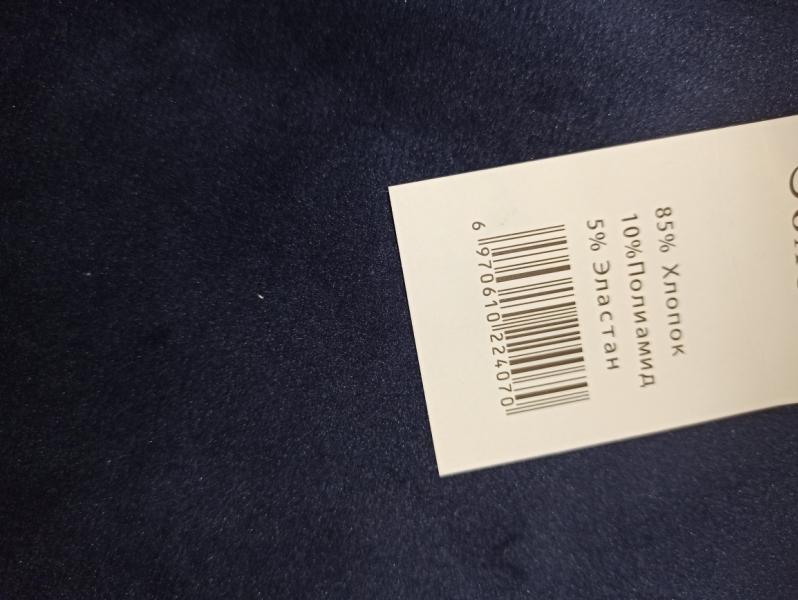 85% Хлопок
10%Полиамид
5% Эластан
6 970610 224070